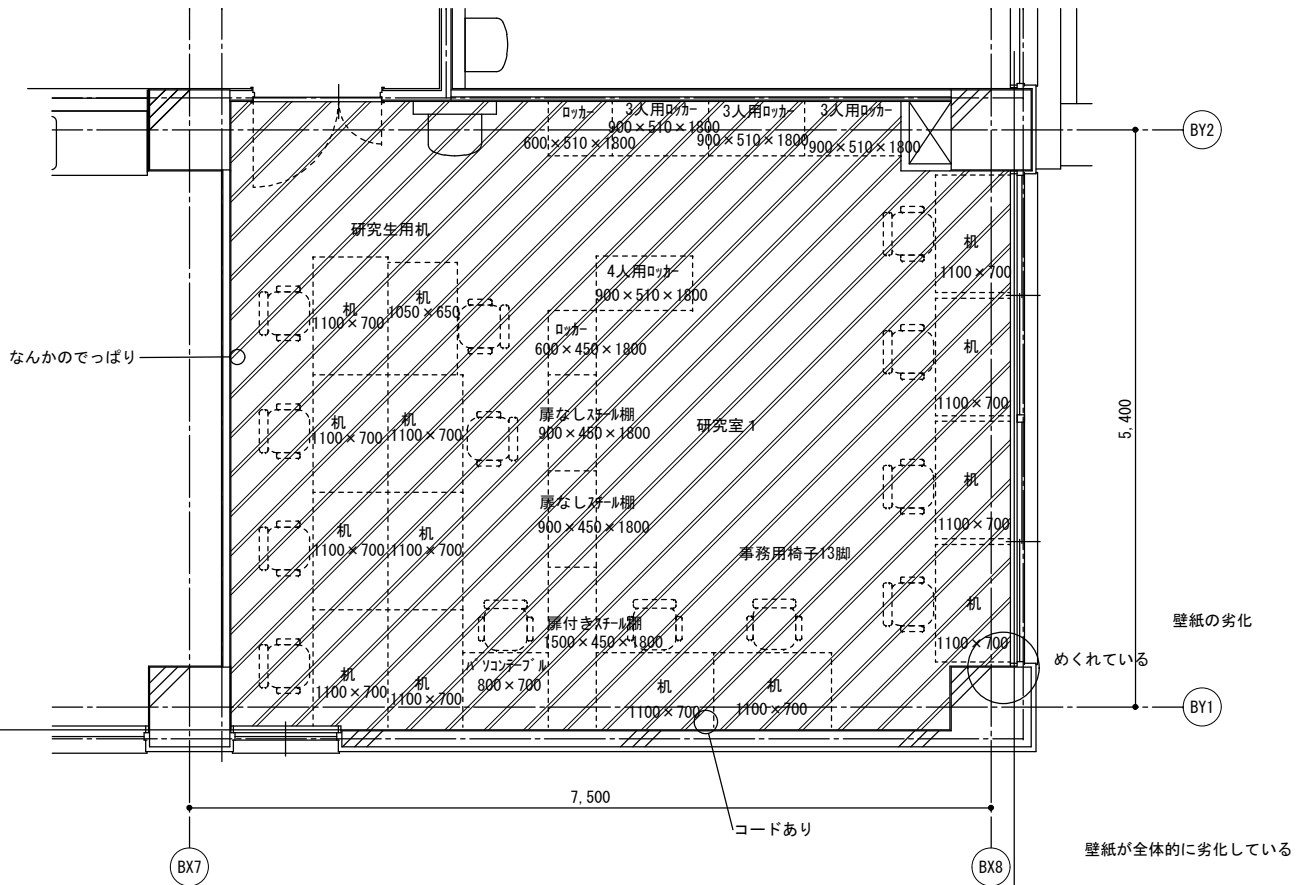 ロッカー
600×510×1800
3人用ロッカー
900×510×1800
3人用ロッカー
900×510×1800
3人用ロッカー
900×510×1800
BY2
研究生用机
机
1100×700
机
1050×650
4人用ロッカー
900×510×1800
ロッカー
600×450×1800
机
1100×700
なんかのでっぱり
机
1100×700
机
1100×700
机
1100×700
扉なしスチール棚
900×450×1800
研究室1
5,400
机
1100×700
机
1100×700
扉なしスチール棚
900×450×1800
机
1100×700
事務用椅子13脚
机
1100×700
扉付きスチール棚
1500×450×1800
壁紙の劣化
めくれている
机
1100×700
机
1100×700
パソコンテーブル
800×700
机
1100×700
机
1100×700
BY1
7,500
コードあり
壁紙が全体的に劣化している
BX7
BX8